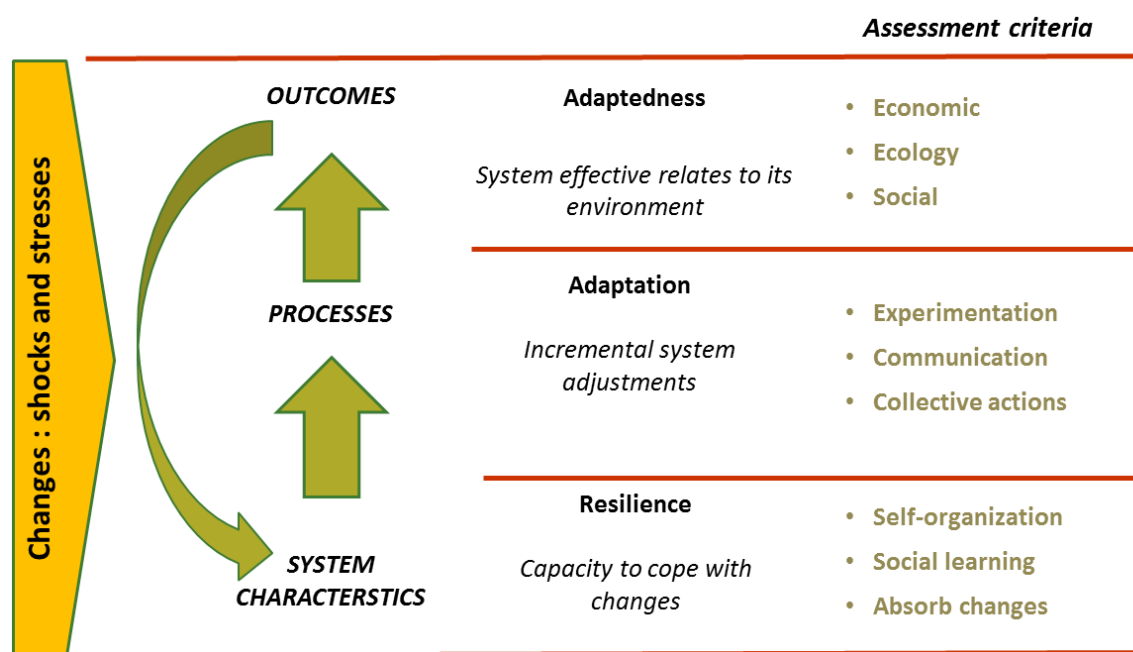 Assessment criteria
Changes : shocks and stresses
OUTCOMES
Adaptedness
System effective relates to its
environment
• Economic
• Ecology
• Social
PROCESSES
Adaptation
Incremental system
adjustments
• Experimentation
• Communication
• Collective actions
SYSTEM
CHARACTERSTICS
Resilience
Capacity to cope with
changes
• Self-organization
• Social learning
• Absorb changes